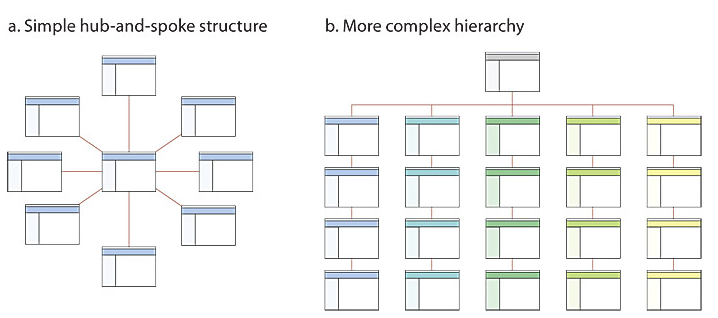 a. Simple hub-and-spoke structure
b. More complex hierarchy